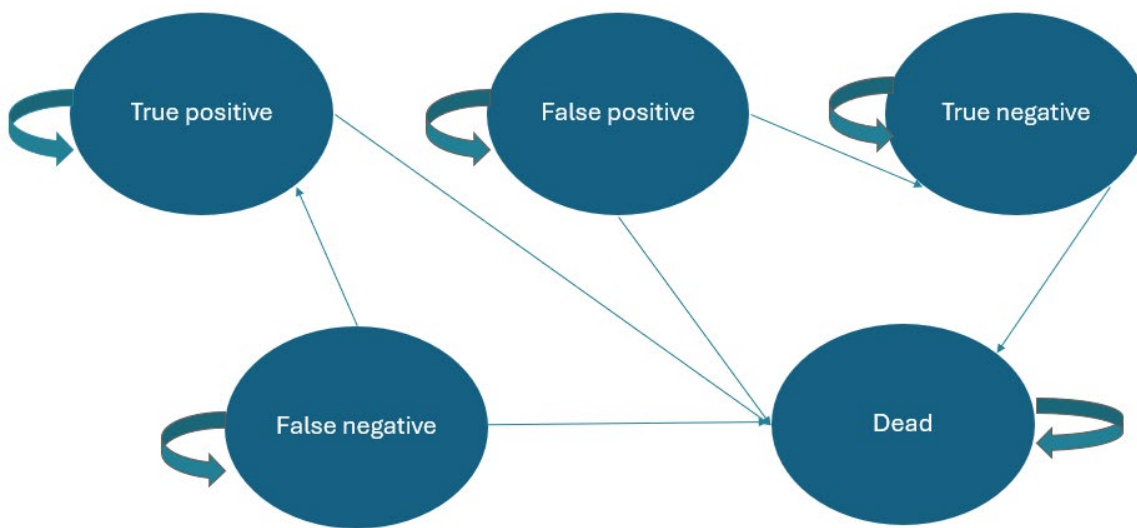 True positive
False positive
True negative
False negative
Dead